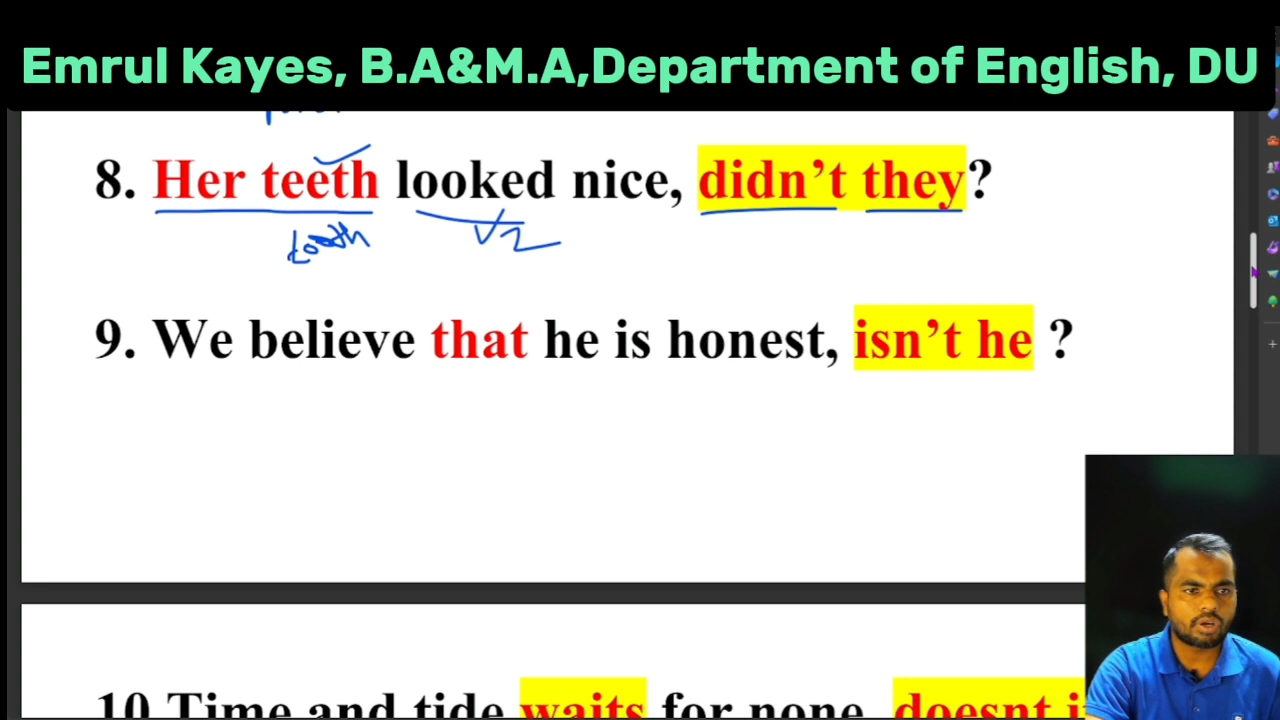 Emrul Kayes, B.A&M.A,Department of English, DU
8. Her teeth looked nice, didn’t they?
tooth V2
9. We believe that he is honest, isn’t he ?
10.Time and tide waits for none, doesnt i